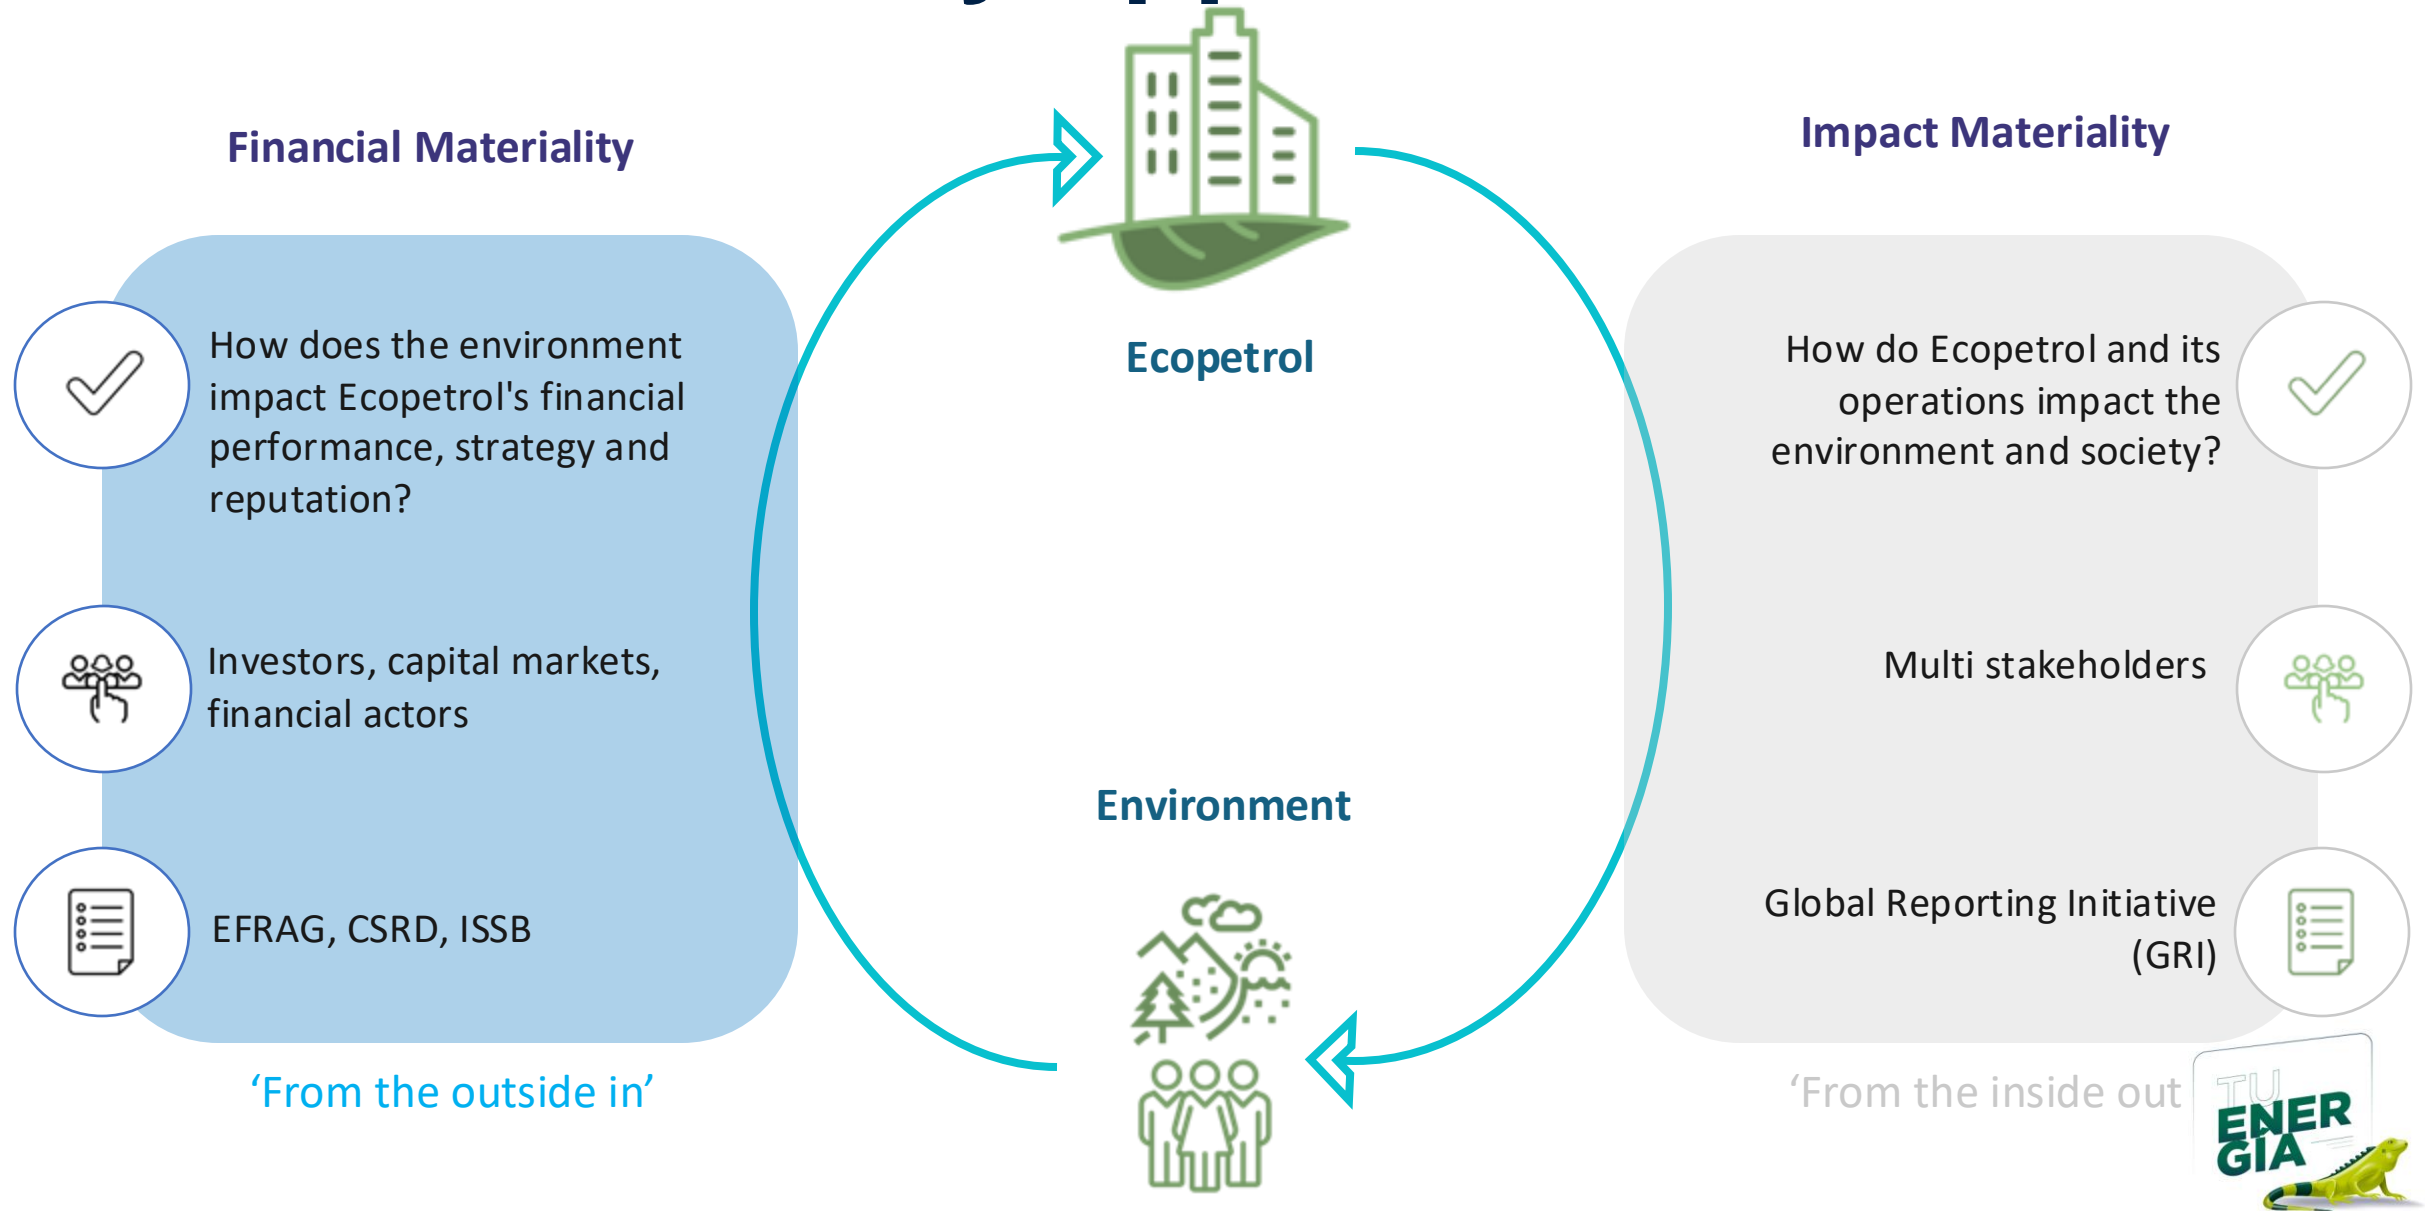 Financial Materiality
How does the environment
impact Ecopetrol's financial
performance, strategy and
reputation?
Investors, capital markets,
financial actors
EFRAG, CSRD, ISSB
‘From the outside in’
Ecopetrol
Environment
Impact Materiality
How do Ecopetrol and its
operations impact the
environment and society?
Multi stakeholders
Global Reporting Initiative
(GRI)
‘From the inside out
TU
ENER
GÍA